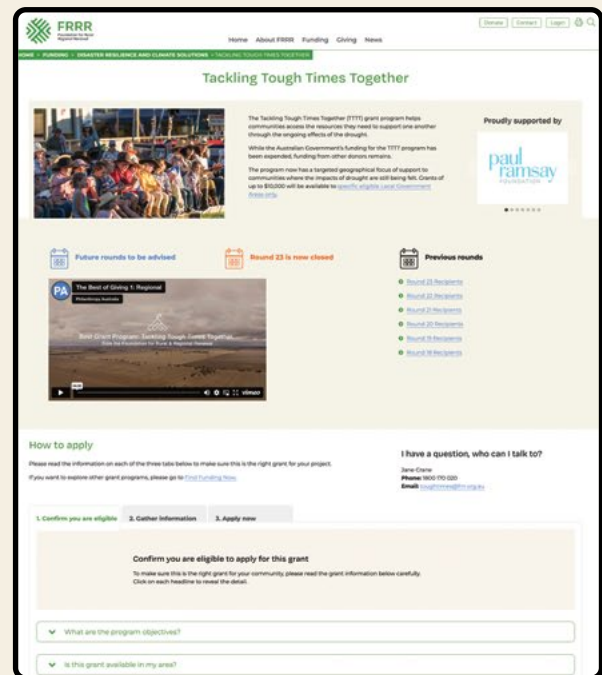 FRRR
Foundation for Rural
Regional Renewal
Donate
Contact
Login
Home About FRRR Funding Giving News
HOME > FUNDING > DISASTER RESILIENCE AND CLIMATE SOLUTIONS > TACKLING TOUGH TIMES TOGETHER
Tackling Tough Times Together
The Tackling Tough Times Together (TTTT) grant program helps
communities access the resources they need to support one another
through the ongoing effects of the drought.
While the Australian Government's funding for the TTTT program has
been expended, funding from other donors remains.
The program now has a targeted geographical focus of support to
communities where the impacts of drought are still being felt. Grants of
up to $10,000 will be available to specific eligible Local Government
Areas only.
Proudly supported by
paul
ramsay
FOUNDATION
Future rounds to be advised
Round 23 is now closed
Previous rounds
Round 23 Recipients
Round 22 Recipients
Round 21 Recipients
Round 20 Recipients
Round 19 Recipients
Round 18 Recipients
PA
The Best of Giving 1: Regional
Philanthropy Australia
Best Grant Program: Tackling Tough Times Together
from the Foundation for Rural & Regional Renewal
vimeo
How to apply
Please read the information on each of the three tabs below to make sure this is the right grant for your project.
If you want to explore other grant programs, please go to Find Funding Now.
I have a question, who can I talk to?
Jane Crane
Phone: 1800 170 020
Email: toughtimes@frrr.org.au
1. Confirm you are eligible
2. Gather information
3. Apply now
Confirm you are eligible to apply for this grant
To make sure this is the right grant for your community, please read the grant information below carefully.
Click on each headline to reveal the detail.
What are the program objectives?
Is this grant available in my area?